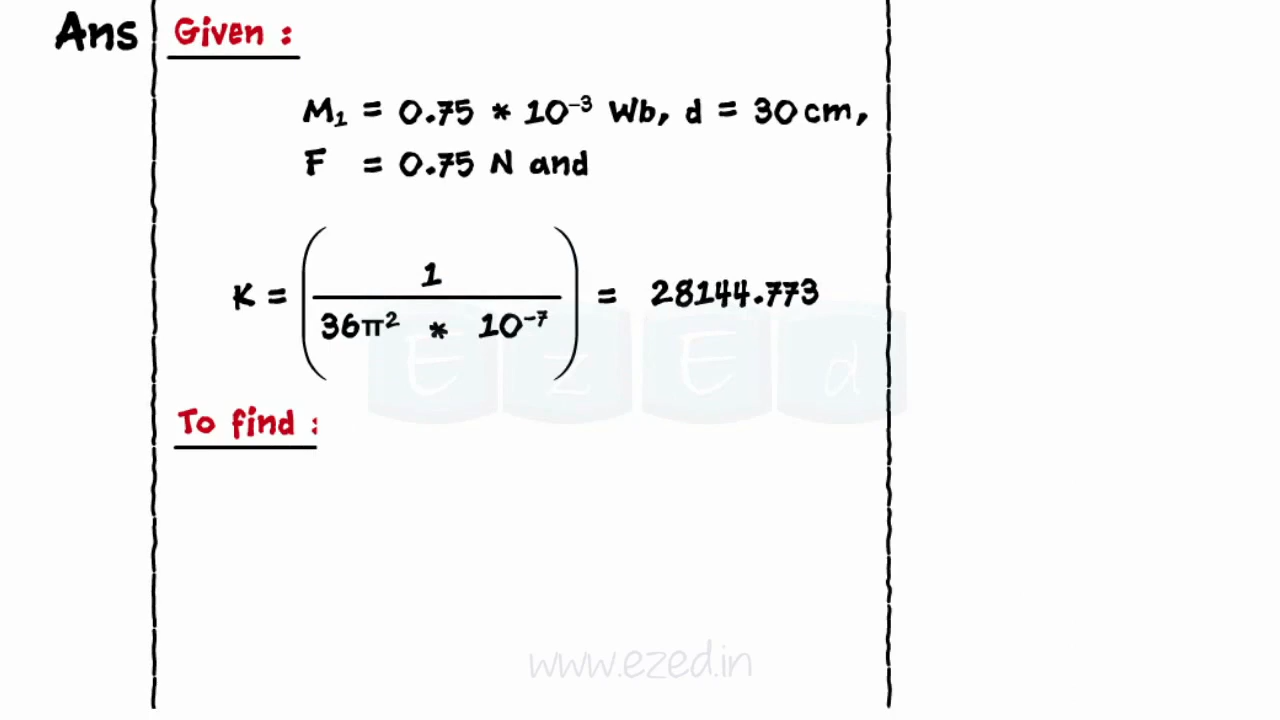 Ans Given :
M₁ = 0.75 * 10⁻³ Wb, d = 30 cm,
F = 0.75 N and
K = ( 1 / 36π² * 10⁻⁷ ) = 28144.773
EZEd
To find :
www.ezed.in